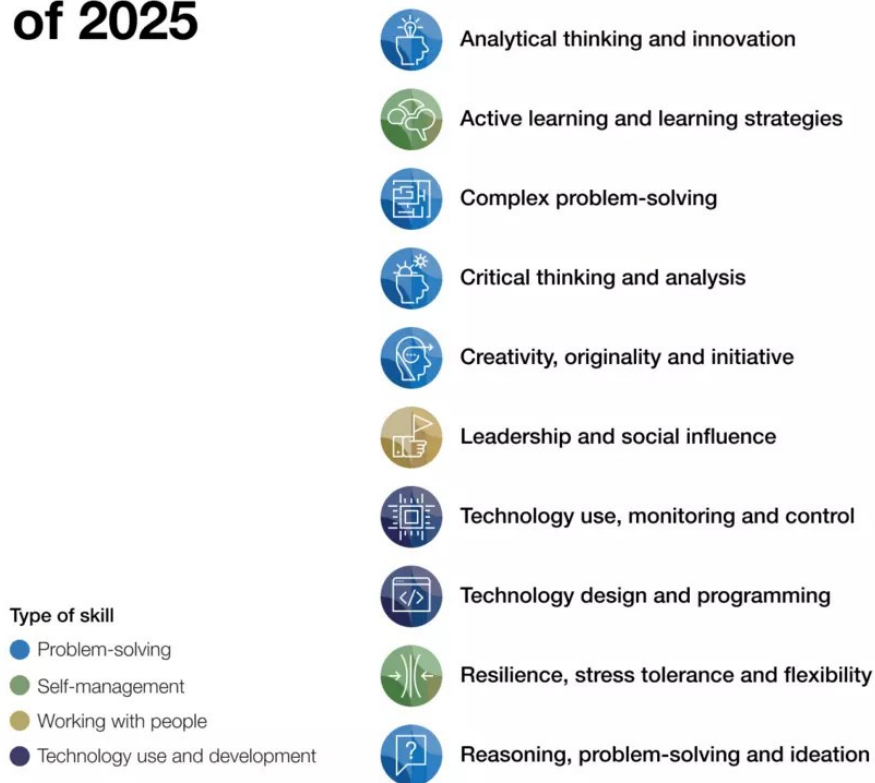 of 2025
Analytical thinking and innovation
Active learning and learning strategies
Complex problem-solving
Critical thinking and analysis
Creativity, originality and initiative
Leadership and social influence
Technology use, monitoring and control
Technology design and programming
</>
Resilience, stress tolerance and flexibility
?
Reasoning, problem-solving and ideation
Type of skill
Problem-solving
Self-management
Working with people
Technology use and development